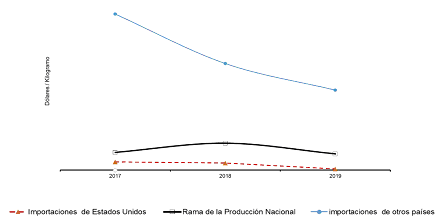 Dólares / Kilogramo
2017 2018 2019
Importaciones de Estados Unidos Rama de la Producción Nacional importaciones de otros países